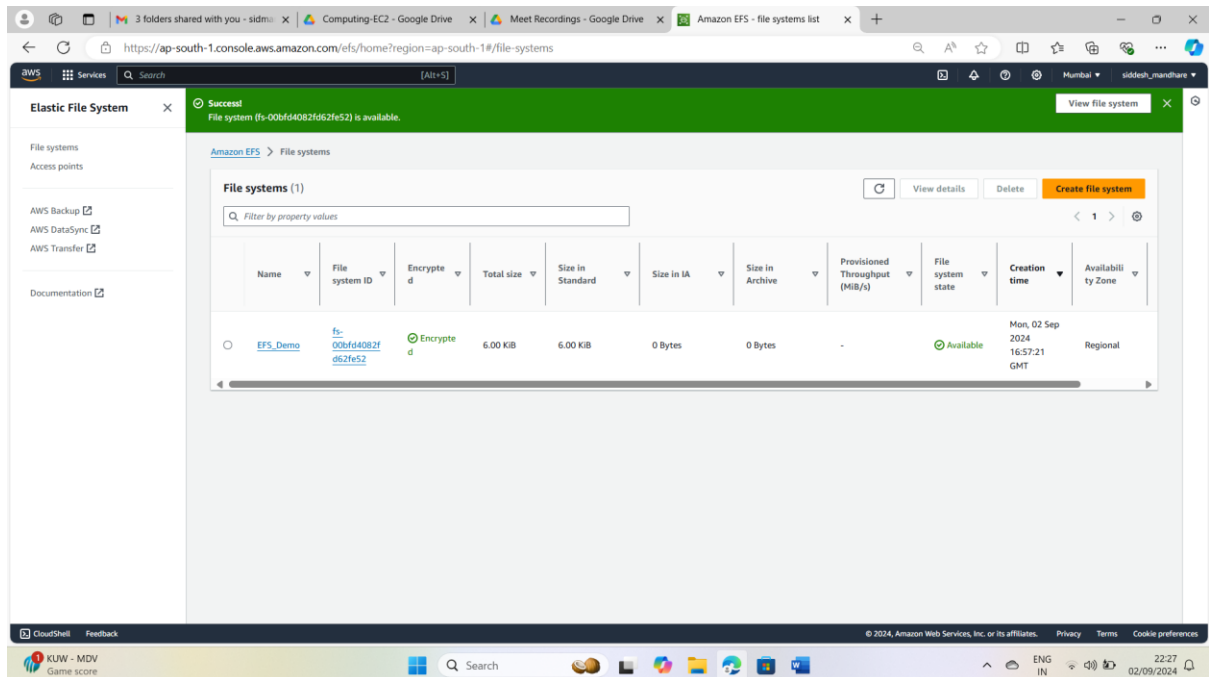 3 folders shared with you - sidma
Computing-EC2 - Google Drive
Meet Recordings - Google Drive
Amazon EFS - file systems list
https://ap-south-1.console.aws.amazon.com/efs/home?region=ap-south-1#/file-systems
aws
Services
Search
[Alt+S]
Mumbai
siddesh_mandhare
Elastic File System
File systems
Access points
AWS Backup
AWS DataSync
AWS Transfer
Documentation
Success!
File system (fs-00bfd4082fd62fe52) is available.
View file system
Amazon EFS > File systems
File systems (1)
View details
Delete
Create file system
Filter by property values
1
Name
File
system ID
Encrypte
d
Total size
Size in
Standard
Size in IA
Size in
Archive
Provisioned
Throughput
(MiB/s)
File
system
state
Creation
time
Availabili
ty Zone
EFS_Demo
fs-
00bfd4082f
d62fe52
Encrypte
d
6.00 KiB
6.00 KiB
0 Bytes
0 Bytes
-
Available
Mon, 02 Sep
2024
16:57:21
GMT
Regional
CloudShell
Feedback
© 2024, Amazon Web Services, Inc. or its affiliates.
Privacy
Terms
Cookie preferences
1
KUW - MDV
Game score
Search
ENG
IN
22:27
02/09/2024